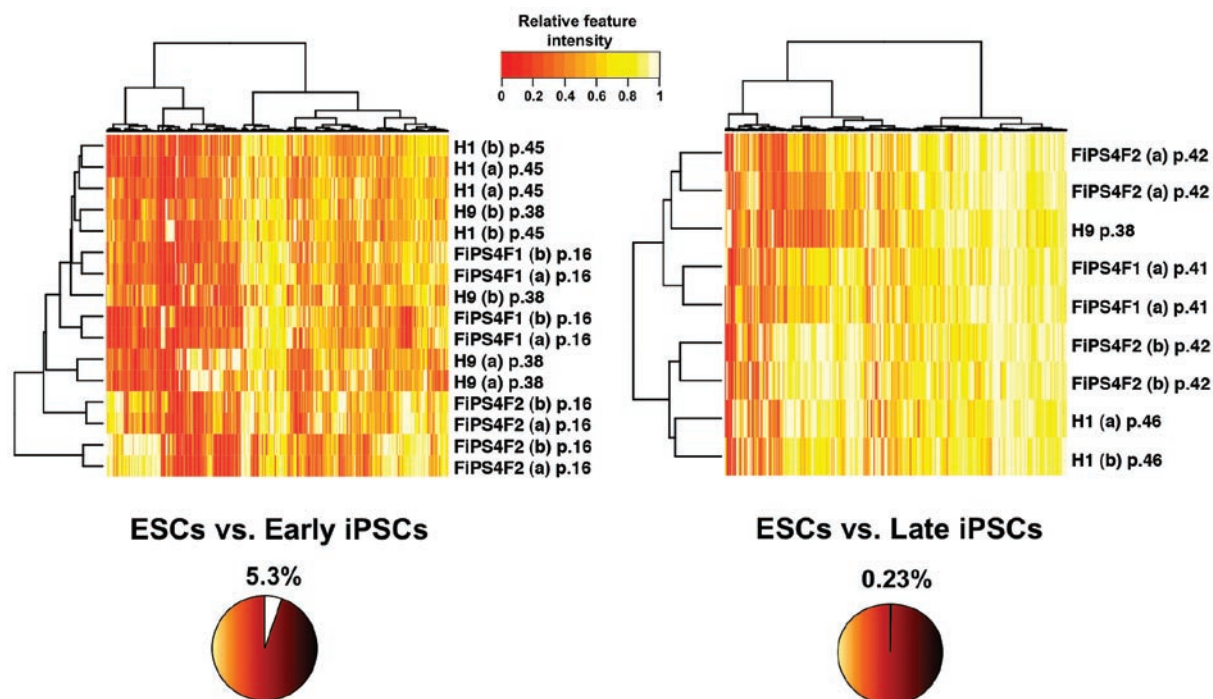 Relative feature
intensity
0 0.2 0.4 0.6 0.8 1
H1 (b) p.45
H1 (a) p.45
H1 (a) p.45
H9 (b) p.38
H1 (b) p.45
FiPS4F1 (b) p.16
FiPS4F1 (a) p.16
H9 (b) p.38
FiPS4F1 (b) p.16
FiPS4F1 (a) p.16
H9 (a) p.38
H9 (a) p.38
FiPS4F2 (b) p.16
FiPS4F2 (a) p.16
FiPS4F2 (b) p.16
FiPS4F2 (a) p.16
FiPS4F2 (a) p.42
FiPS4F2 (a) p.42
H9 p.38
FiPS4F1 (a) p.41
FiPS4F1 (a) p.41
FiPS4F2 (b) p.42
FiPS4F2 (b) p.42
H1 (a) p.46
H1 (b) p.46
ESCs vs. Early iPSCs
5.3%
ESCs vs. Late iPSCs
0.23%